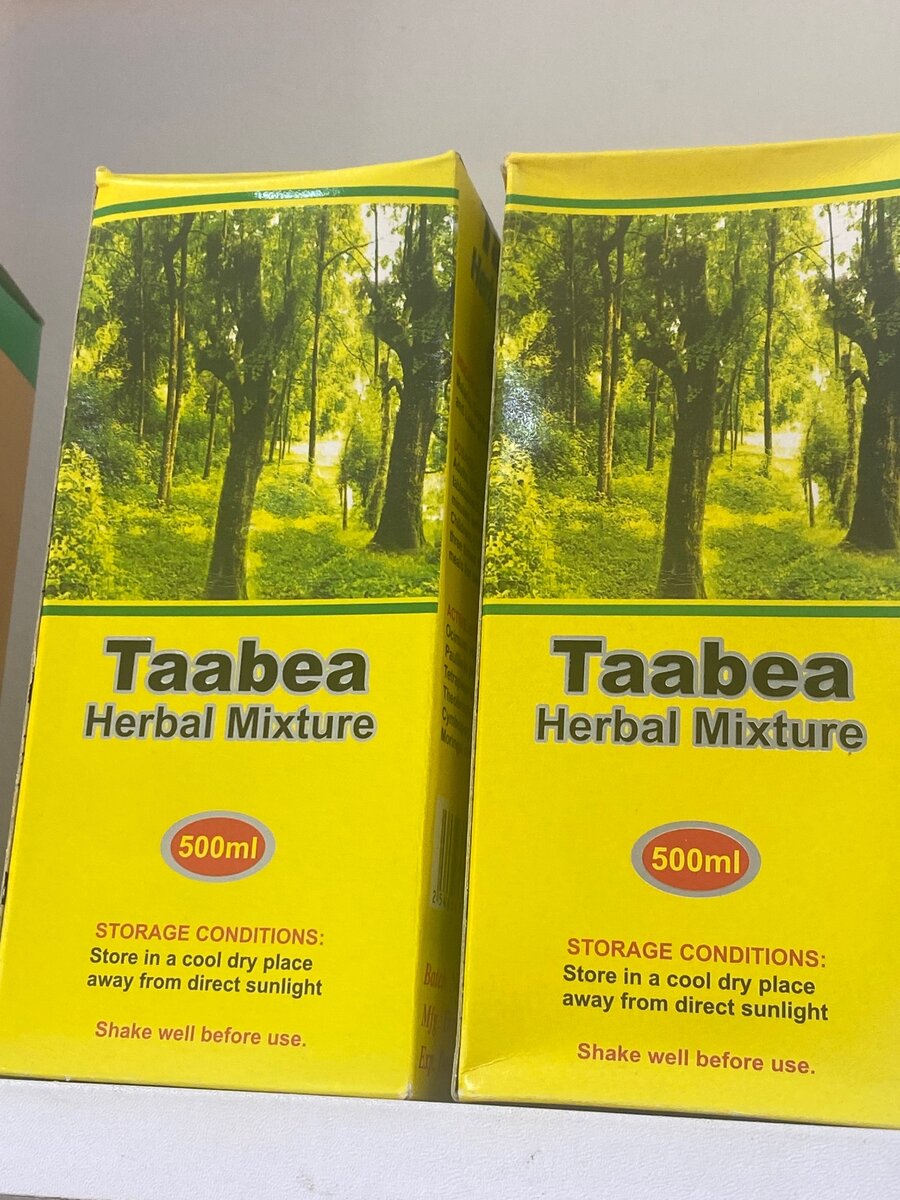 Taabea
Herbal Mixture
500ml
STORAGE CONDITIONS:
Store in a cool dry place
away from direct sunlight
Shake well before use.
Taabea
Herbal Mixture
500ml
STORAGE CONDITIONS:
Store in a cool dry place
away from direct sunlight
Shake well before use.